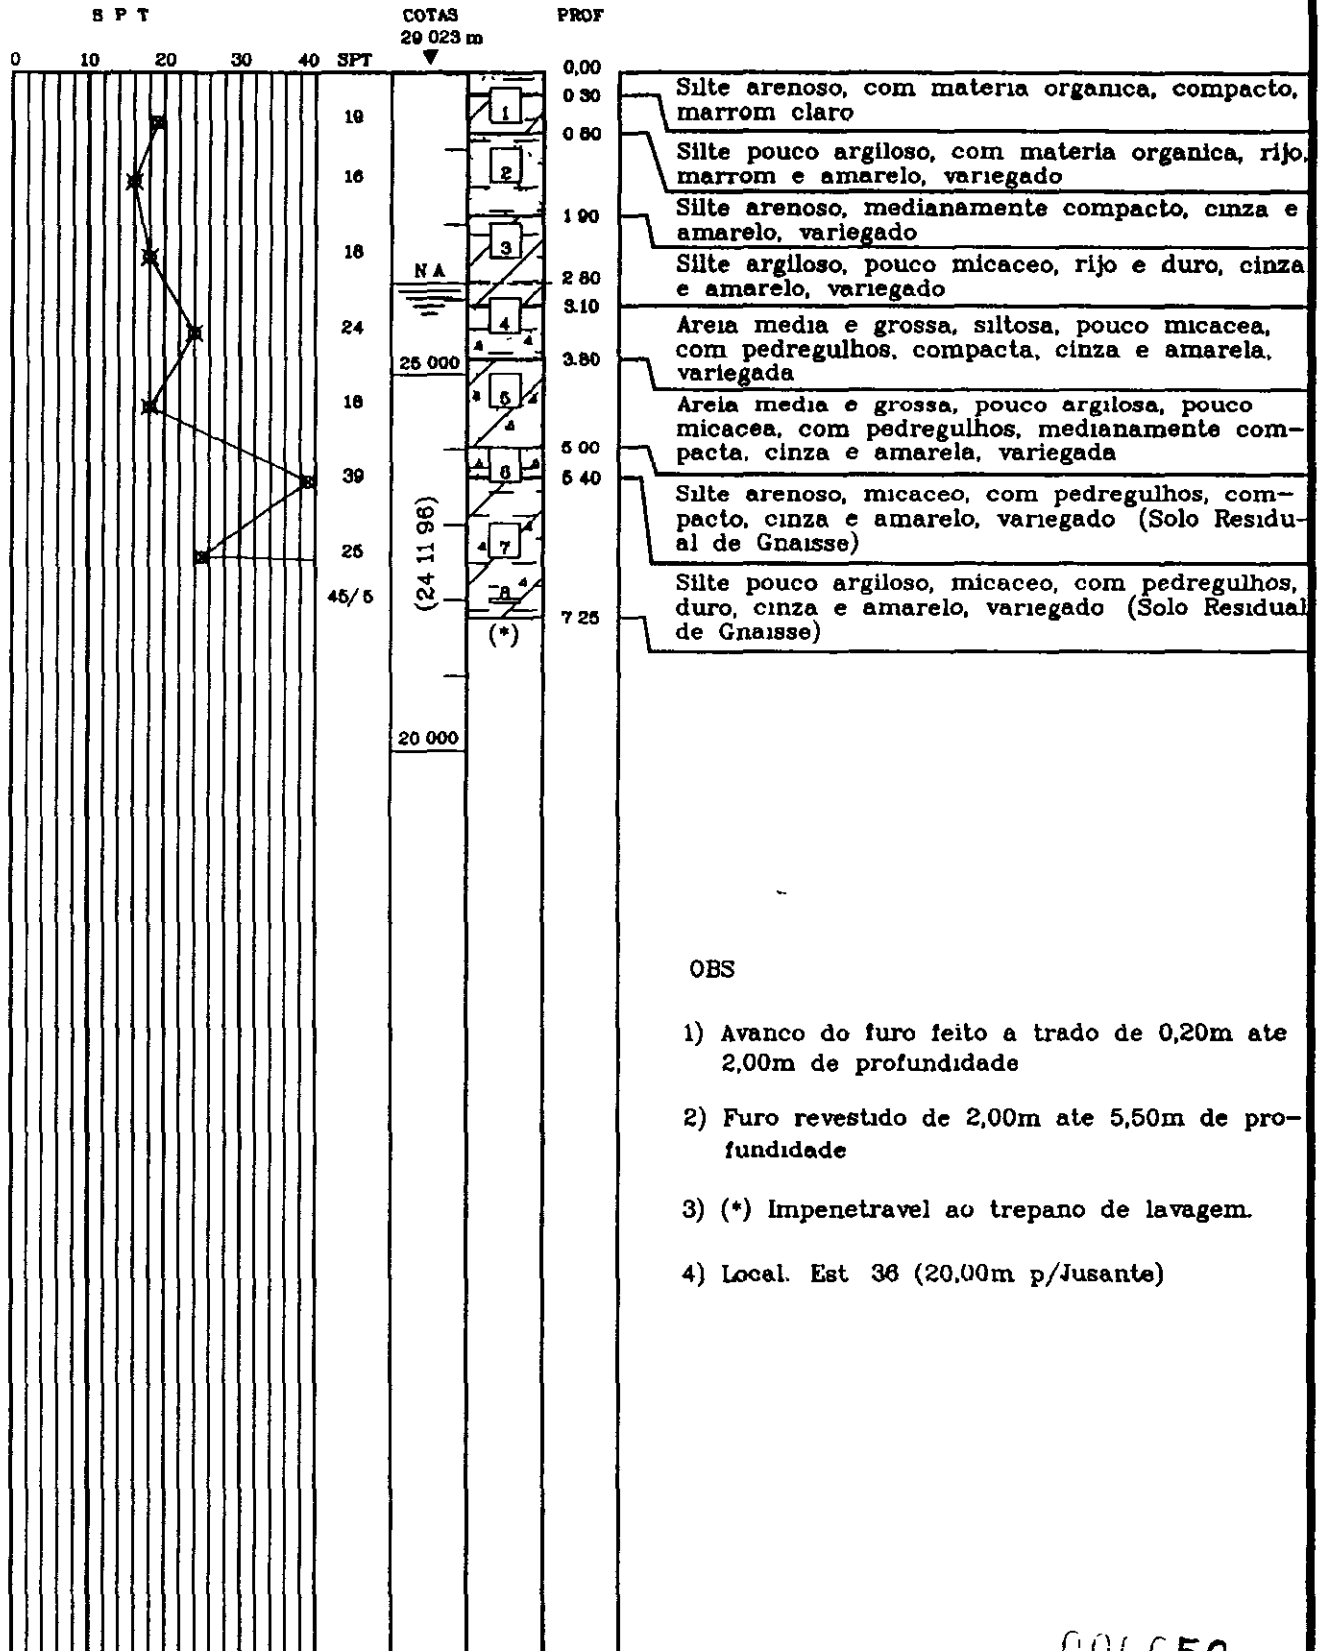 S P T
COTAS
PROF
29 023 m
0 10 20 30 40 SPT
0,00
0 30
0 80
1 90
2 80
3.10
3.80
5 00
5 40
7 25
19
16
18
24
18
39
25
45/5
N A
25 000
(24 11 96)
20 000
1
2
3
4
5
6
7
8
(*)
Silte arenoso, com materia organica, compacto,
marrom claro
Silte pouco argiloso, com materia organica, rijo,
marrom e amarelo, variegado
Silte arenoso, medianamente compacto, cinza e
amarelo, variegado
Silte argiloso, pouco micaceo, rijo e duro, cinza
e amarelo, variegado
Areia media e grossa, siltosa, pouco micacea,
com pedregulhos, compacta, cinza e amarela,
variegada
Areia media e grossa, pouco argilosa, pouco
micacea, com pedregulhos, medianamente com-
pacta, cinza e amarela, variegada
Silte arenoso, micaceo, com pedregulhos, com-
pacto, cinza e amarelo, variegado (Solo Residu-
al de Gnaisse)
Silte pouco argiloso, micaceo, com pedregulhos,
duro, cinza e amarelo, variegado (Solo Residual
de Gnaisse)
OBS
1) Avanco do furo feito a trado de 0,20m ate
2,00m de profundidade
2) Furo revestido de 2,00m ate 5,50m de pro-
fundidade
3) (*) Impenetravel ao trepano de lavagem.
4) Local. Est 36 (20,00m p/Jusante)